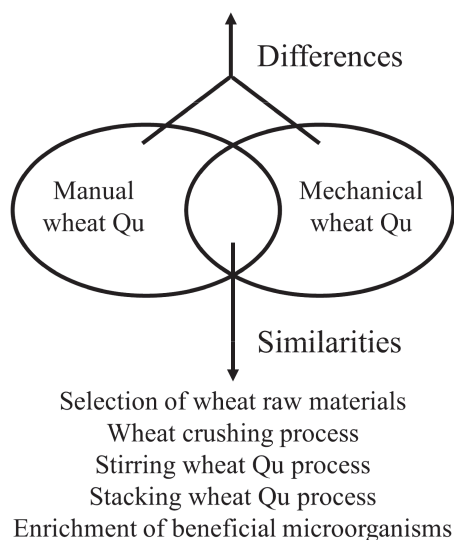 Differences
Manual
wheat Qu
Mechanical
wheat Qu
Similarities
Selection of wheat raw materials
Wheat crushing process
Stirring wheat Qu process
Stacking wheat Qu process
Enrichment of beneficial microorganisms